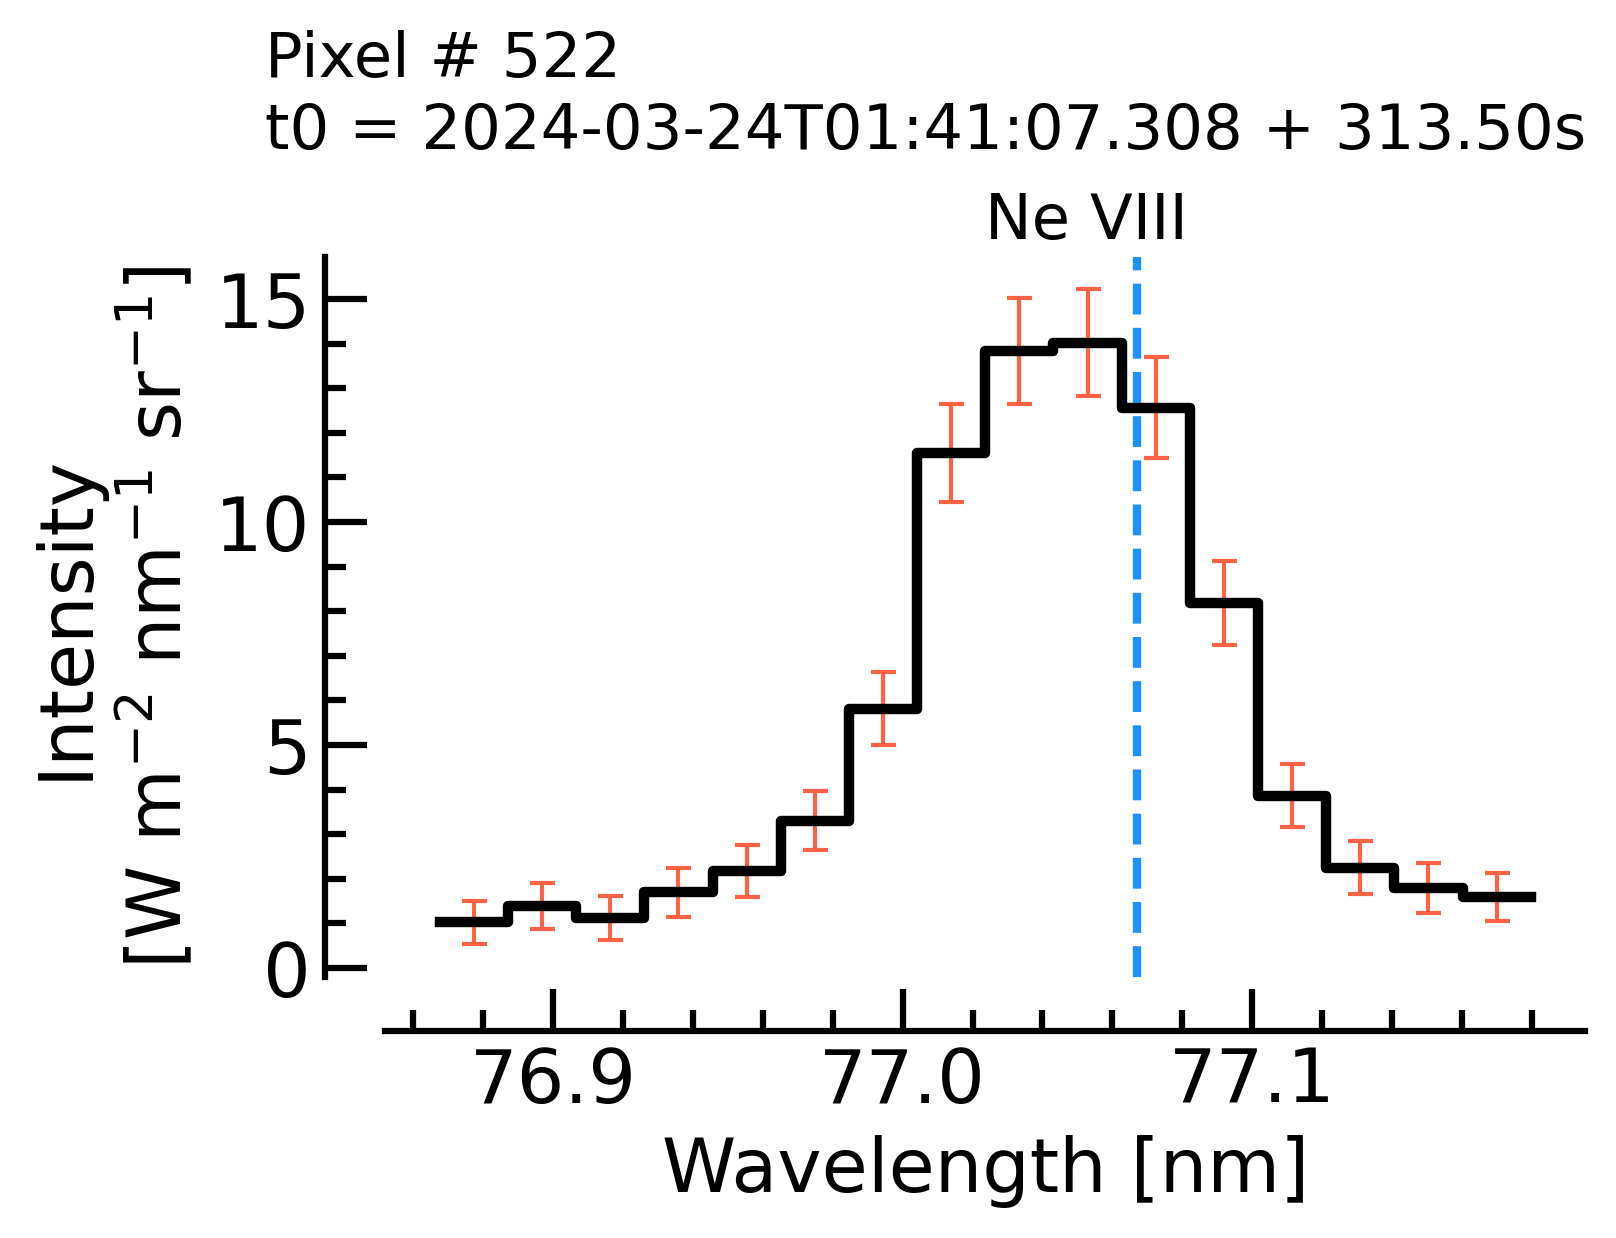 Pixel # 522
t0 = 2024-03-24T01:41:07.308 + 313.50s
Ne VIII
Intensity
[W m⁻² nm⁻¹ sr⁻¹]
15
10
5
0
76.9 77.0 77.1
Wavelength [nm]